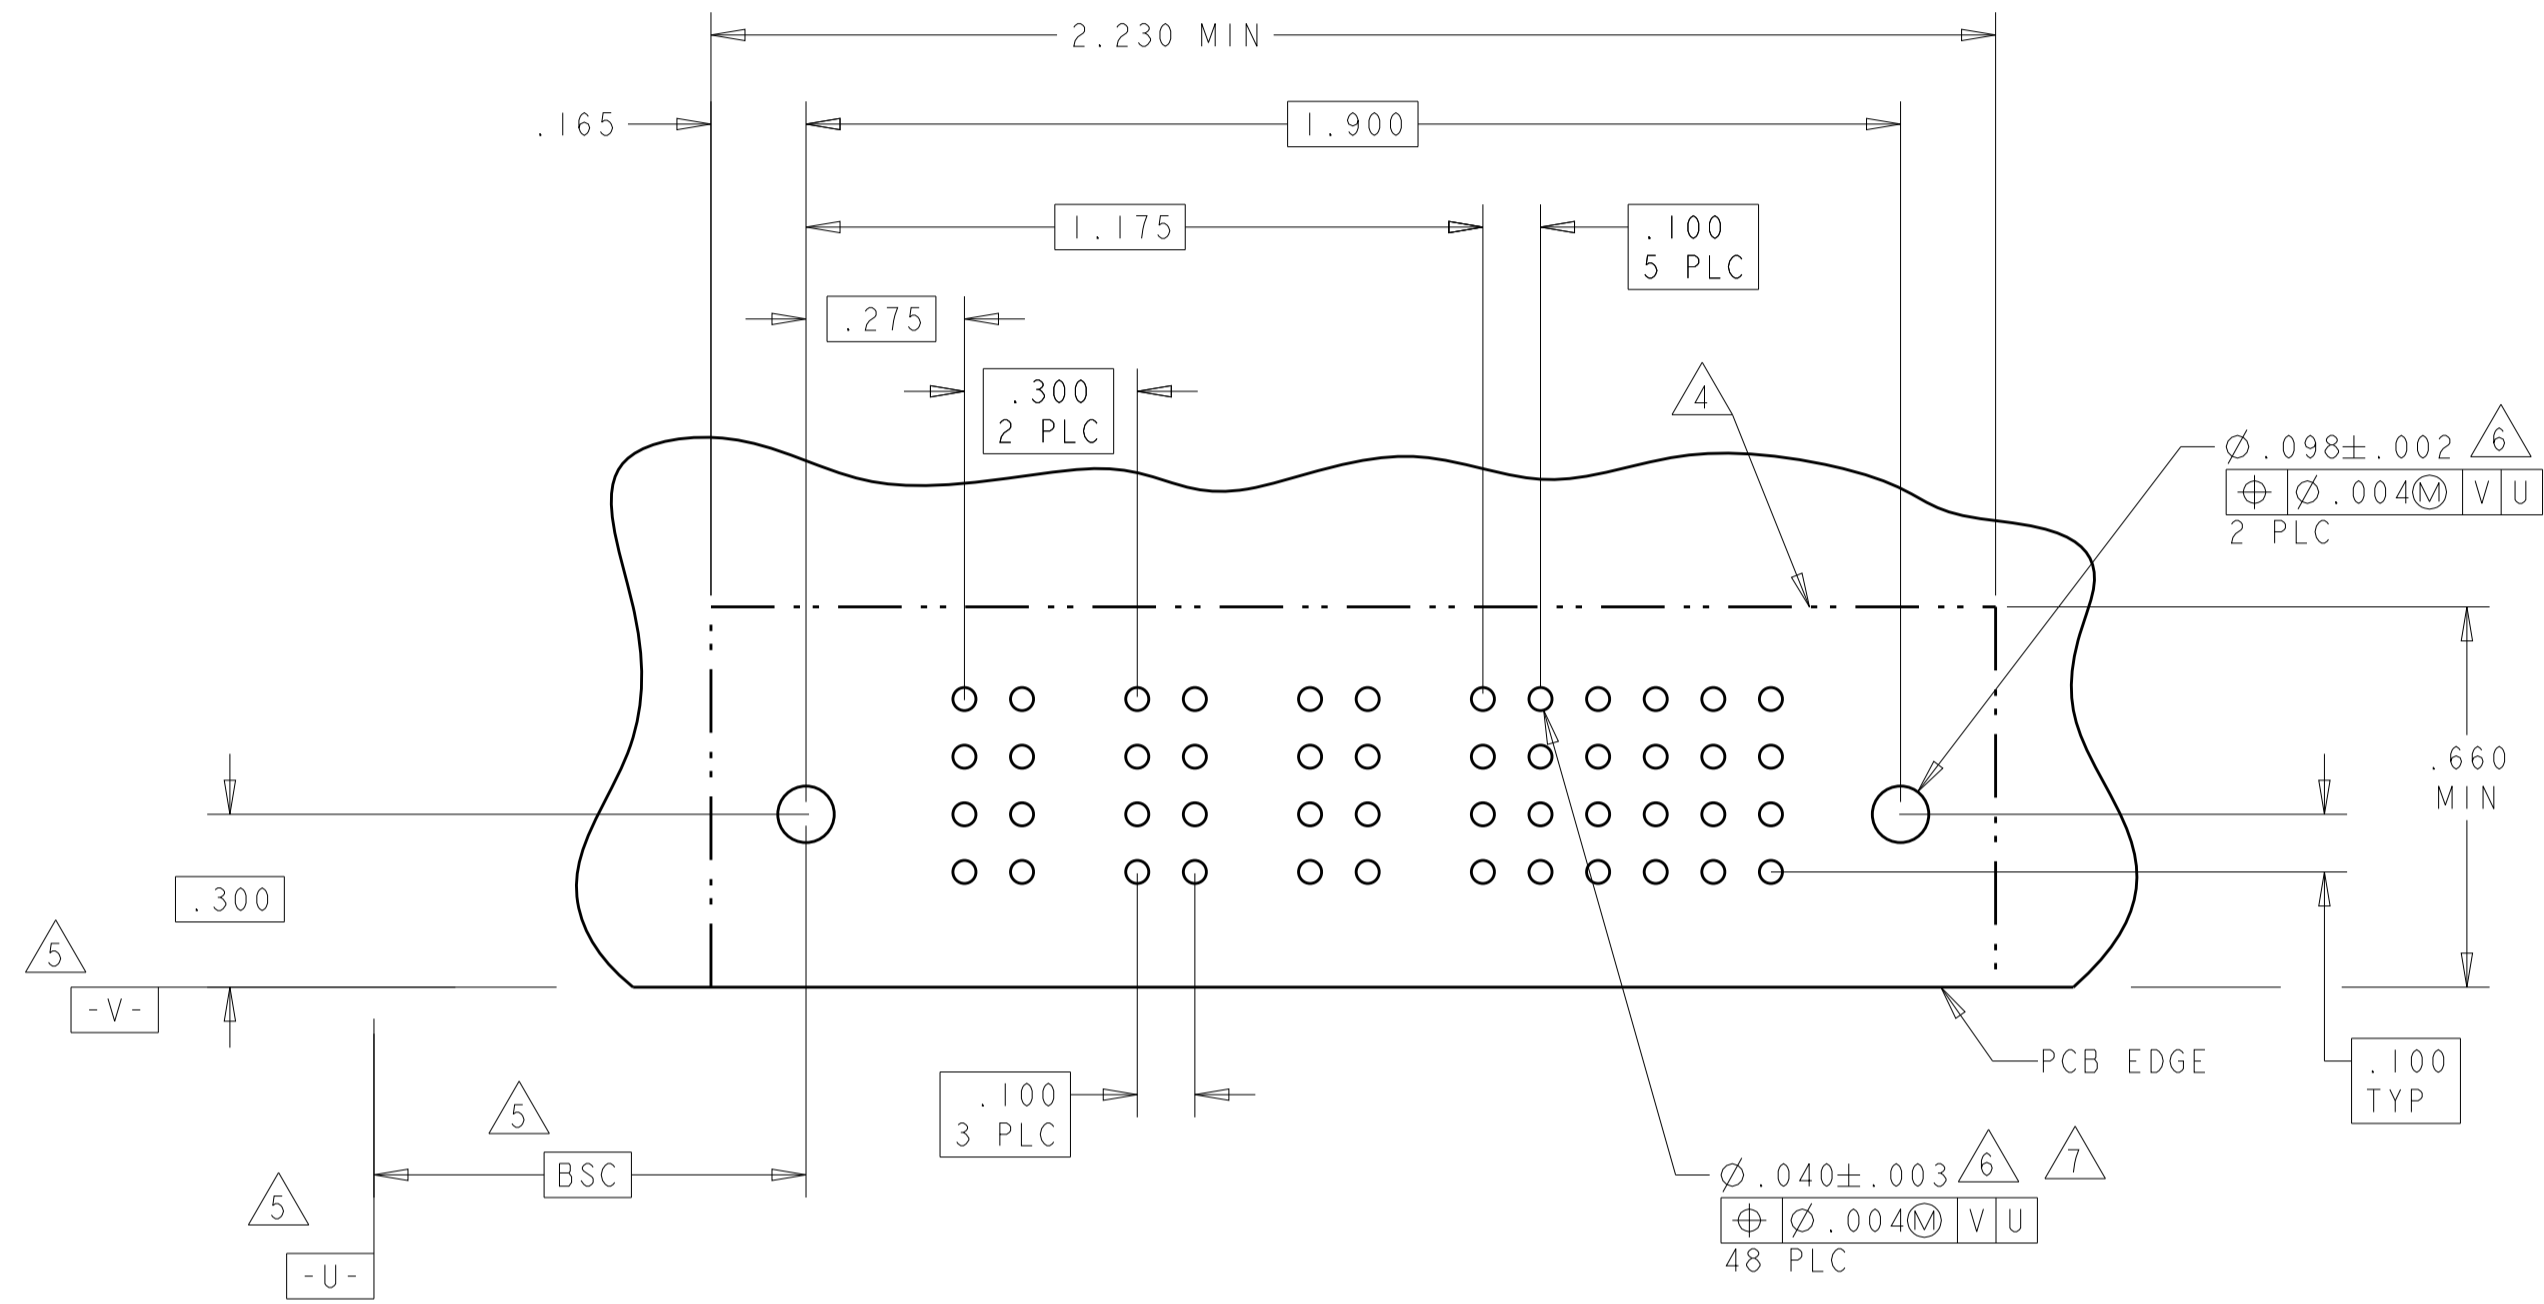 2.230 MIN
.165
1.900
1.175
.100
5 PLC
.275
.300
2 PLC
4
Ø.098±.002 6
⌖ Ø.004Ⓜ V U
2 PLC
.660
MIN
.300
5
-V-
PCB EDGE
.100
TYP
.100
3 PLC
5
BSC
5
-U-
Ø.040±.003 6 7
⌖ Ø.004Ⓜ V U
48 PLC